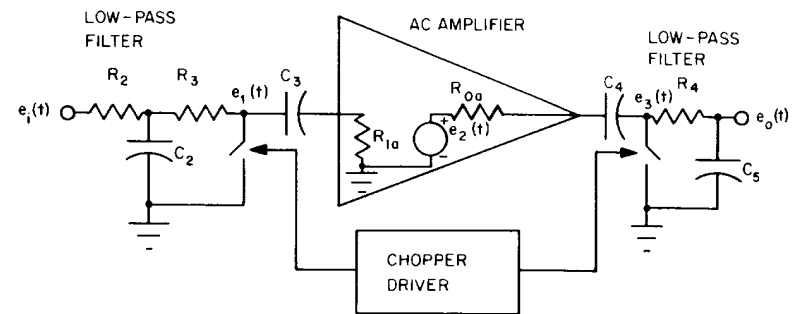 LOW-PASS
FILTER
AC AMPLIFIER
LOW-PASS
FILTER
R2
R3
e1(t)
C3
R0a
C4
e3(t)
R4
ei(t)
eo(t)
C2
R1a
+
e2(t)
-
C5
CHOPPER
DRIVER